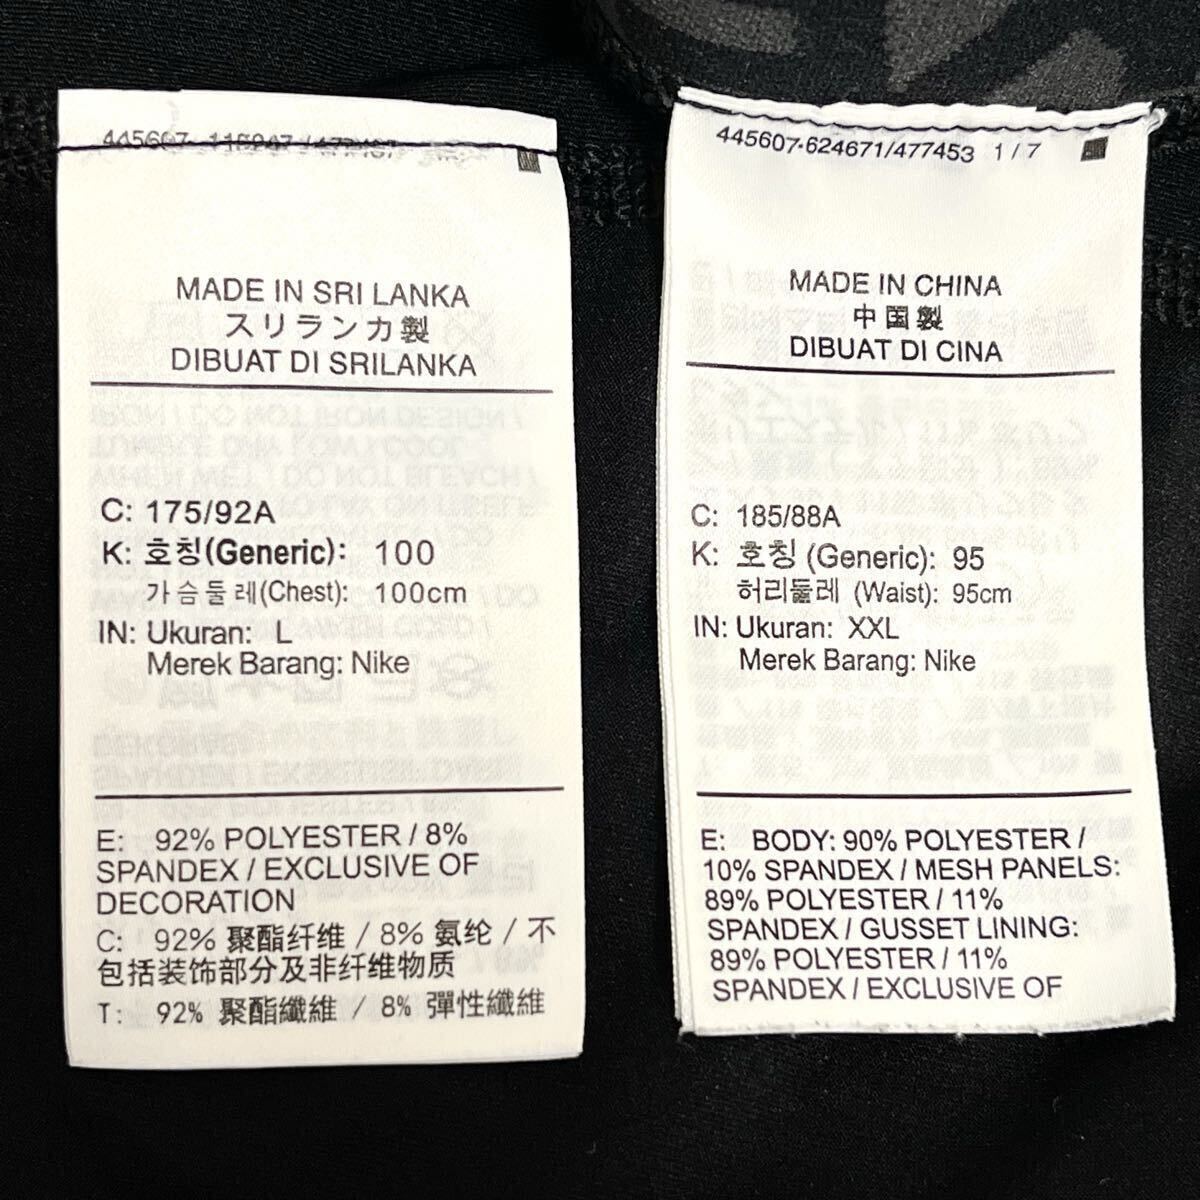 MADE IN SRI LANKA
スリランカ製
DIBUAT DI SRILANKA
C: 175/92A
K: 호칭(Generic): 100
가슴둘레(Chest): 100cm
IN: Ukuran: L
Merek Barang: Nike
E: 92% POLYESTER / 8%
SPANDEX / EXCLUSIVE OF
DECORATION
C: 92% 聚酯纤维 / 8% 氨纶 / 不
包括装饰部分及非纤维物质
T: 92% 聚酯纖維 / 8% 彈性纖維
445607-624671/477453 1 / 7
MADE IN CHINA
中国製
DIBUAT DI CINA
C: 185/88A
K: 호칭 (Generic): 95
허리둘레 (Waist): 95cm
IN: Ukuran: XXL
Merek Barang: Nike
E: BODY: 90% POLYESTER /
10% SPANDEX / MESH PANELS:
89% POLYESTER / 11%
SPANDEX / GUSSET LINING:
89% POLYESTER / 11%
SPANDEX / EXCLUSIVE OF